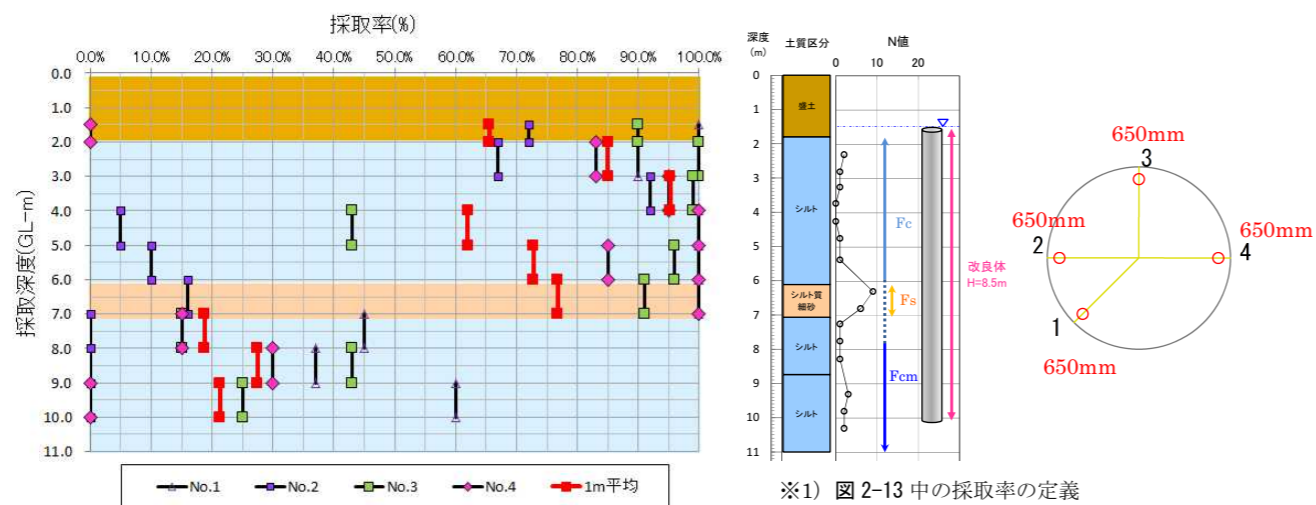 採取率(%)
0.0% 10.0% 20.0% 30.0% 40.0% 50.0% 60.0% 70.0% 80.0% 90.0% 100.0%
採取深度(GL-m)
0.0
1.0
2.0
3.0
4.0
5.0
6.0
7.0
8.0
9.0
10.0
11.0
No.1 No.2 No.3 No.4 1m平均
深度
(m)
土質区分
N値
0 10 20
0
1
2
3
4
5
6
7
8
9
10
11
盛土
シルト
シルト質
細砂
シルト
シルト
Fc
Fs
Fcm
改良体
H=8.5m
※1) 図 2-13 中の採取率の定義
650mm
3
650mm
2
650mm
4
1
650mm